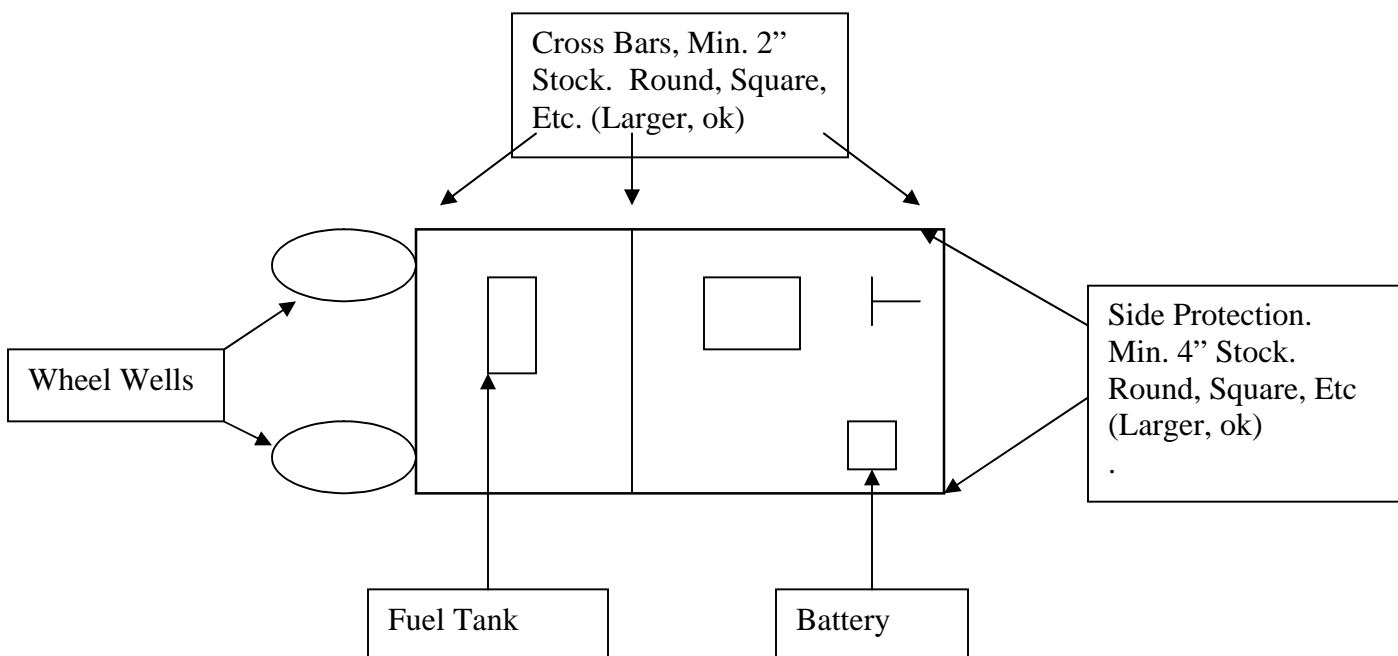 Cross Bars, Min. 2”
Stock.  Round, Square,
Etc. (Larger, ok)
Side Protection.
Min. 4” Stock.
Round, Square, Etc
(Larger, ok)
.
Wheel Wells
Fuel Tank
Battery